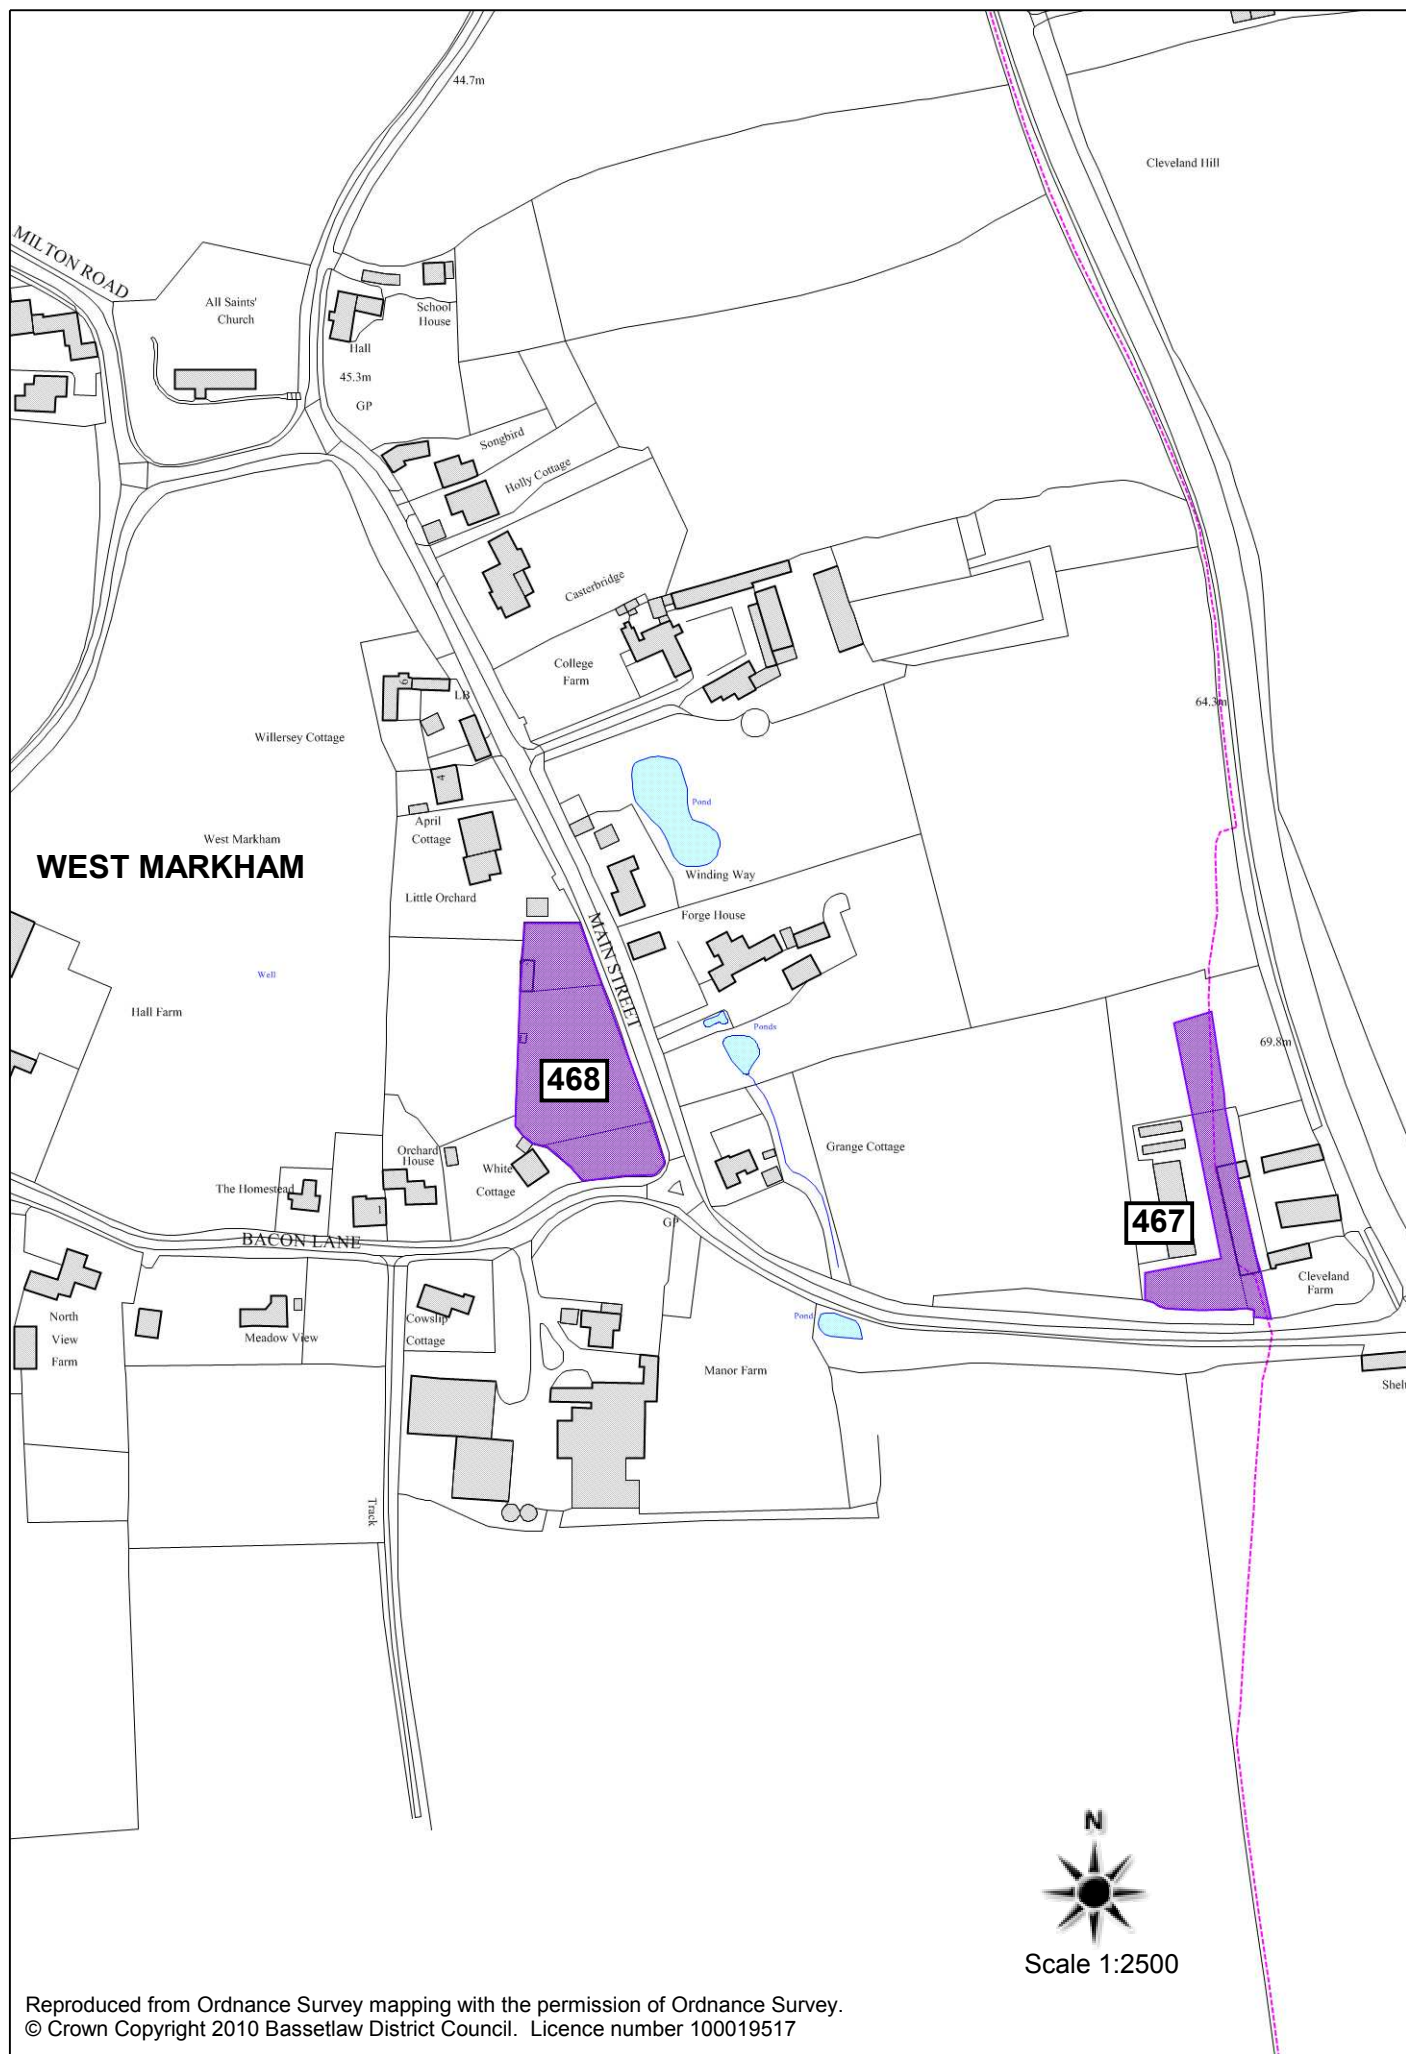 44.7m
Cleveland Hill
MILTON ROAD
All Saints'
Church
School
House
Hall
45.3m
GP
Songbird
Holly Cottage
Casterbridge
College
Farm
6
LB
64.3m
Willersey Cottage
4
April
Cottage
Pond
West Markham
WEST MARKHAM
Winding Way
Little Orchard
Forge House
MAIN STREET
Well
Hall Farm
Ponds
69.8m
468
Orchard
House
Grange Cottage
White
Cottage
The Homestead
1
GP
467
BACON LANE
Cleveland
Farm
North
View
Farm
Meadow View
Cowslip
Cottage
Pond
Manor Farm
Shelt
Track
N
Scale 1:2500
Reproduced from Ordnance Survey mapping with the permission of Ordnance Survey.
© Crown Copyright 2010 Bassetlaw District Council. Licence number 100019517